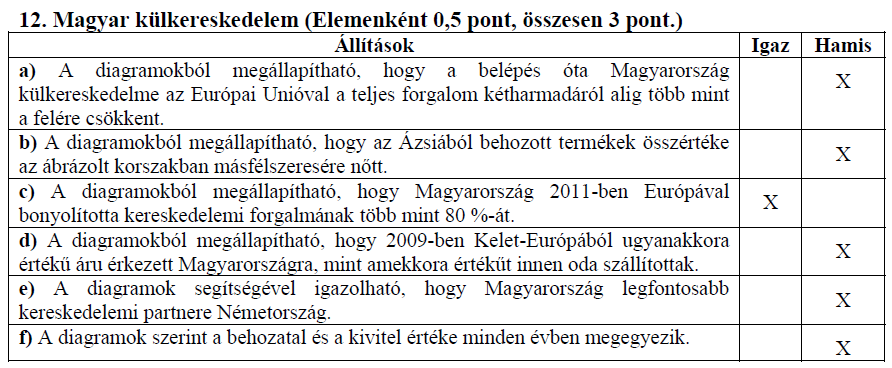 12. Magyar külkereskedelem (Elemenként 0,5 pont, összesen 3 pont.)
Állítások Igaz Hamis
a) A diagramokból megállapítható, hogy a belépés óta Magyarország
külkereskedelme az Európai Unióval a teljes forgalom kétharmadáról alig több mint
a felére csökkent.
X
b) A diagramokból megállapítható, hogy az Ázsiából behozott termékek összértéke
az ábrázolt korszakban másfélszeresére nőtt.
X
c) A diagramokból megállapítható, hogy Magyarország 2011-ben Európával
bonyolította kereskedelmi forgalmának több mint 80 %-át.
X
d) A diagramokból megállapítható, hogy 2009-ben Kelet-Európából ugyanakkora
értékű áru érkezett Magyarországra, mint amekkora értékűt innen oda szállítottak.
X
e) A diagramok segítségével igazolható, hogy Magyarország legfontosabb
kereskedelmi partnere Németország.
X
f) A diagramok szerint a behozatal és a kivitel értéke minden évben megegyezik.
X